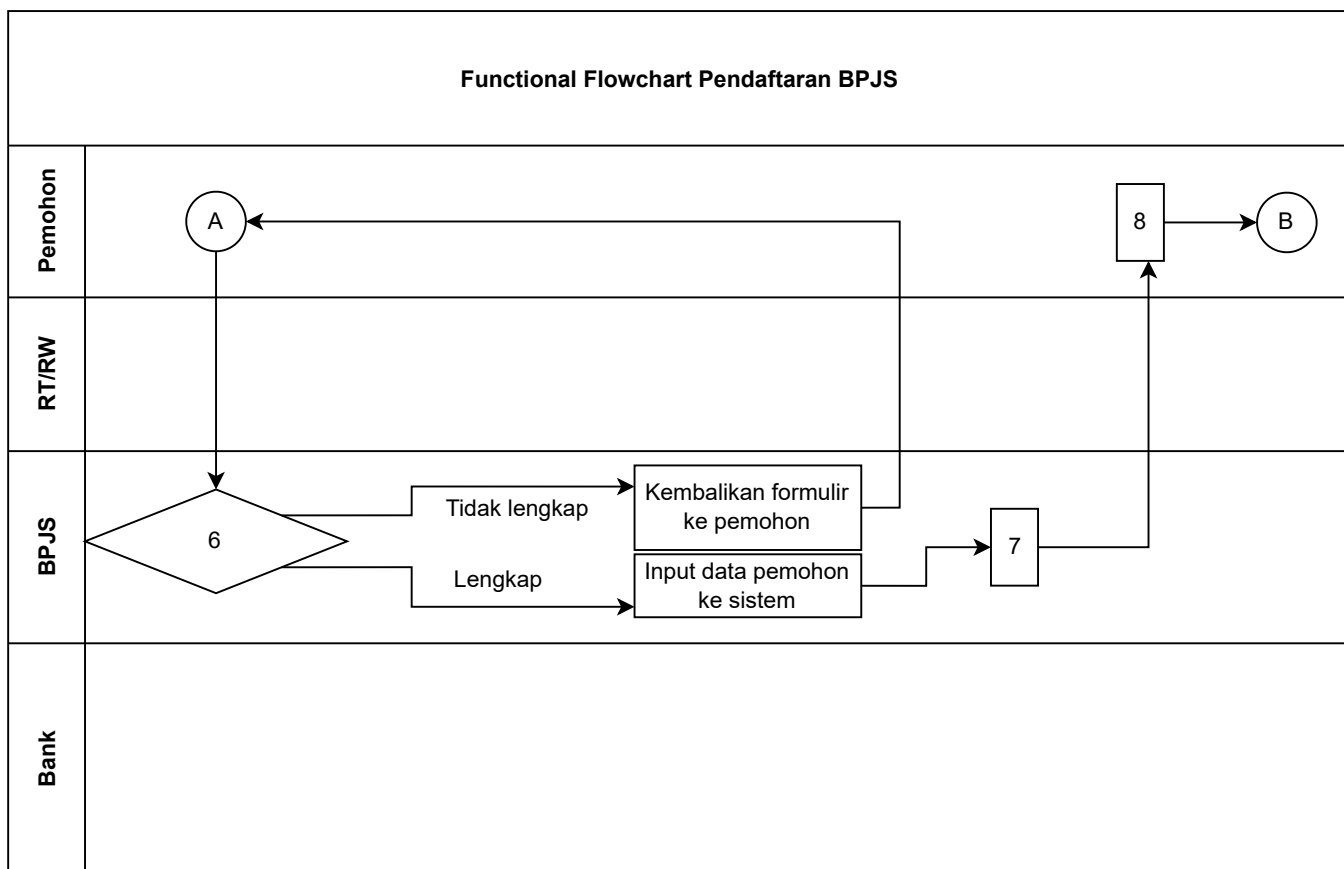 Functional Flowchart Pendaftaran BPJS
Pemohon
A
8
B
RT/RW
BPJS
6
Tidak lengkap
Kembalikan formulir
ke pemohon
Lengkap
Input data pemohon
ke sistem
7
Bank